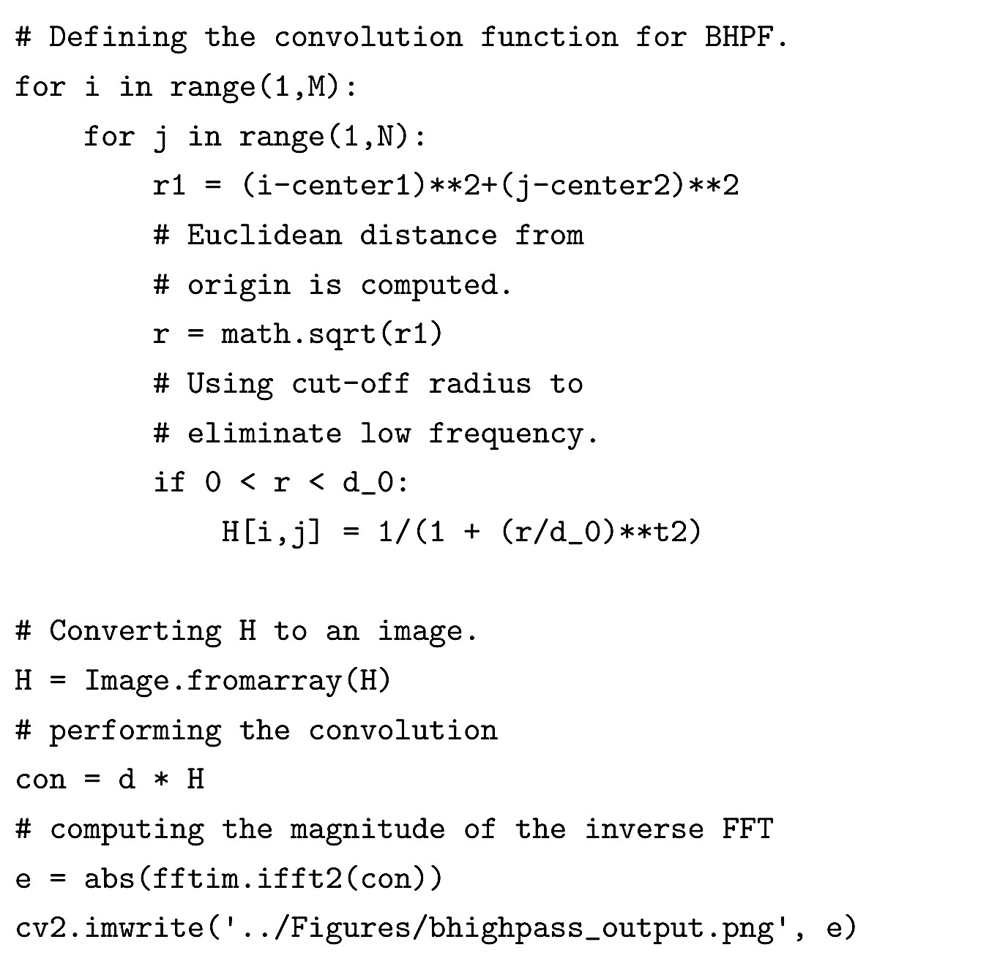 # Defining the convolution function for BHPF.
for i in range(1,M):
    for j in range(1,N):
        r1 = (i-center1)**2+(j-center2)**2
        # Euclidean distance from
        # origin is computed.
        r = math.sqrt(r1)
        # Using cut-off radius to
        # eliminate low frequency.
        if 0 < r < d_0:
            H[i,j] = 1/(1 + (r/d_0)**t2)

# Converting H to an image.
H = Image.fromarray(H)
# performing the convolution
con = d * H
# computing the magnitude of the inverse FFT
e = abs(fftim.ifft2(con))
cv2.imwrite('../Figures/bhighpass_output.png', e)